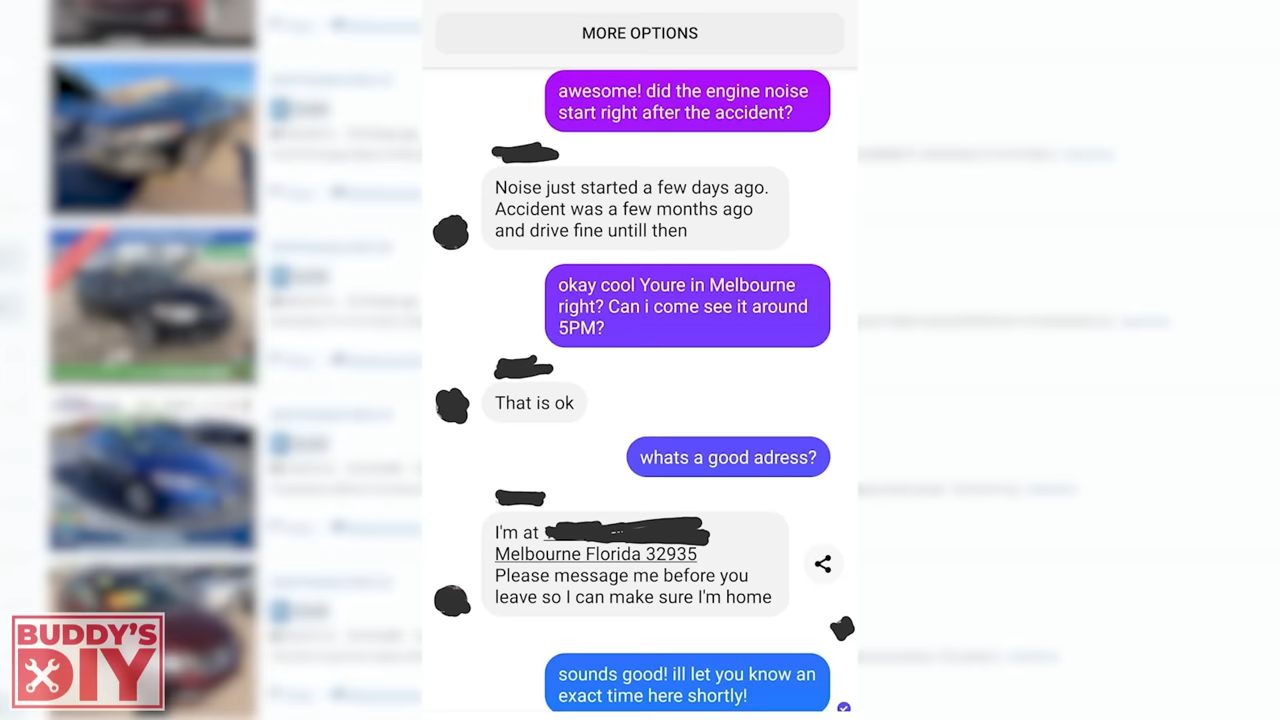 MORE OPTIONS
awesome! did the engine noise
start right after the accident?
Noise just started a few days ago.
Accident was a few months ago
and drive fine untill then
okay cool Youre in Melbourne
right? Can i come see it around
5PM?
That is ok
whats a good adress?
I'm at
Melbourne Florida 32935
Please message me before you
leave so I can make sure I'm home
sounds good! ill let you know an
exact time here shortly!
BUDDY'S
DIY